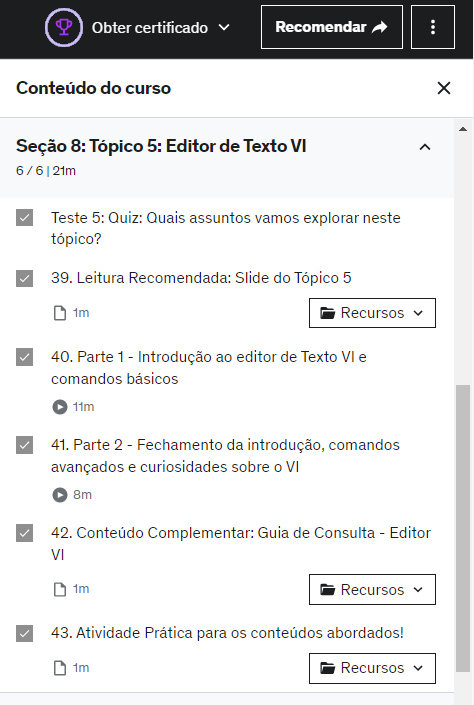 Obter certificado
Recomendar
Conteúdo do curso
Seção 8: Tópico 5: Editor de Texto VI
6 / 6 | 21m
Teste 5: Quiz: Quais assuntos vamos explorar neste
tópico?
39. Leitura Recomendada: Slide do Tópico 5
1m
Recursos
40. Parte 1 - Introdução ao editor de Texto VI e
comandos básicos
11m
41. Parte 2 - Fechamento da introdução, comandos
avançados e curiosidades sobre o VI
8m
42. Conteúdo Complementar: Guia de Consulta - Editor
VI
1m
Recursos
43. Atividade Prática para os conteúdos abordados!
1m
Recursos